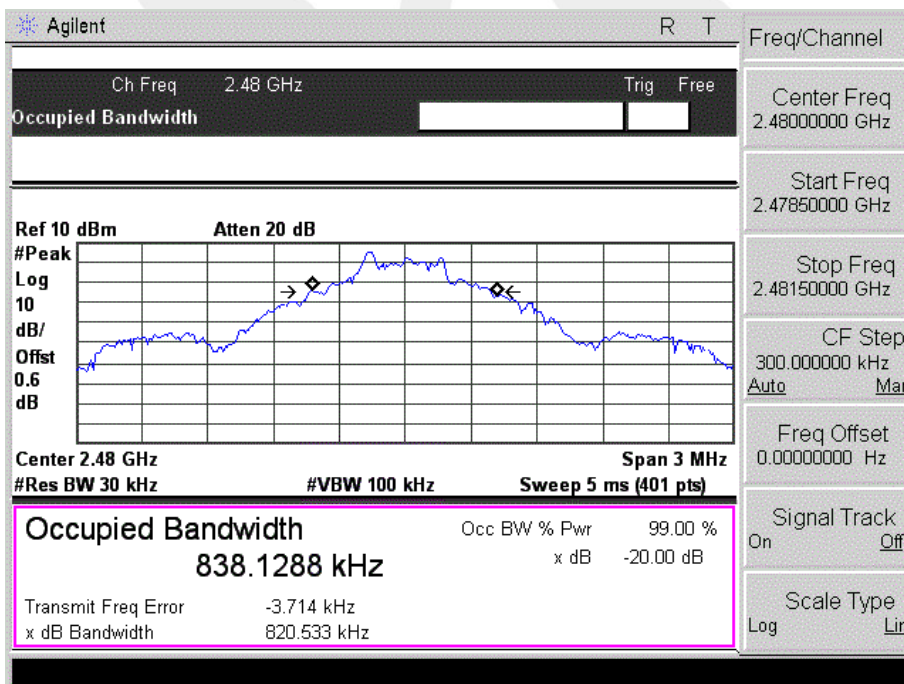 Agilent R T
Ch Freq 2.48 GHz Trig Free
Occupied Bandwidth
Ref 10 dBm Atten 20 dB
#Peak
Log
10
dB/
Offst
0.6
dB
Center 2.48 GHz Span 3 MHz
#Res BW 30 kHz #VBW 100 kHz Sweep 5 ms (401 pts)
Occupied Bandwidth
838.1288 kHz
Occ BW % Pwr 99.00 %
x dB -20.00 dB
Transmit Freq Error -3.714 kHz
x dB Bandwidth 820.533 kHz
Freq/Channel
Center Freq
2.48000000 GHz
Start Freq
2.47850000 GHz
Stop Freq
2.48150000 GHz
CF Step
300.000000 kHz
Auto Man
Freq Offset
0.00000000 Hz
Signal Track
On Off
Scale Type
Log Lin